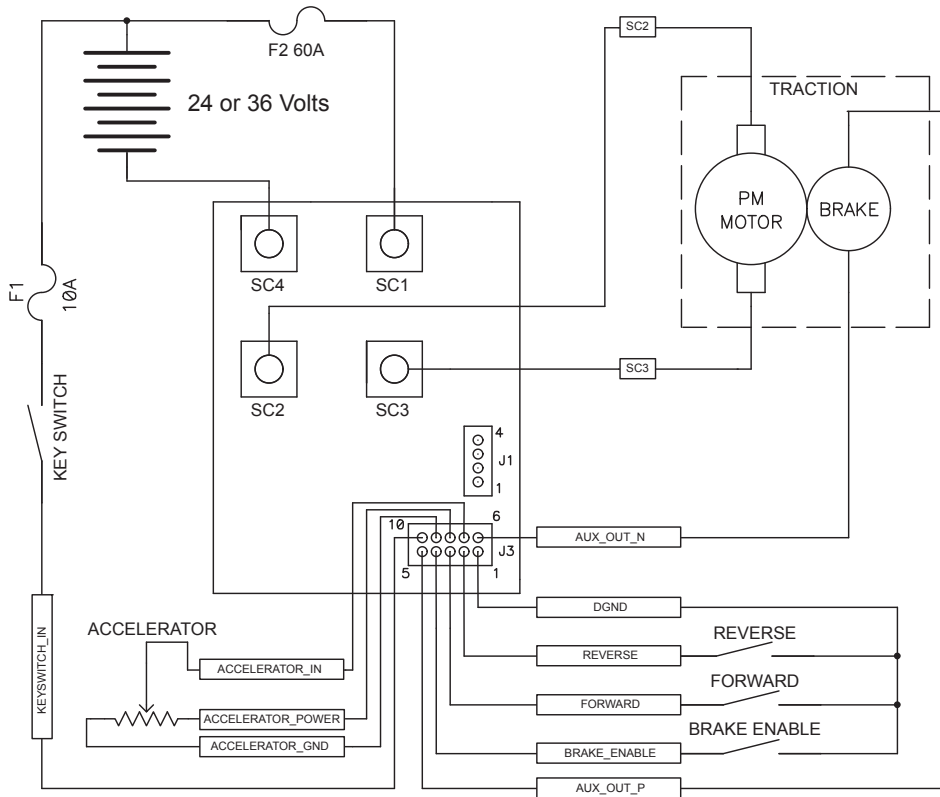 F2 60A
SC2
24 or 36 Volts
TRACTION
PM
MOTOR
BRAKE
SC4
SC1
F1
10A
SC2
SC3
SC3
KEY SWITCH
4
J1
1
10
6
J3
5
1
AUX_OUT_N
DGND
ACCELERATOR
REVERSE
KEYSWITCH_IN
ACCELERATOR_IN
REVERSE
FORWARD
ACCELERATOR_POWER
FORWARD
BRAKE ENABLE
ACCELERATOR_GND
BRAKE_ENABLE
AUX_OUT_P